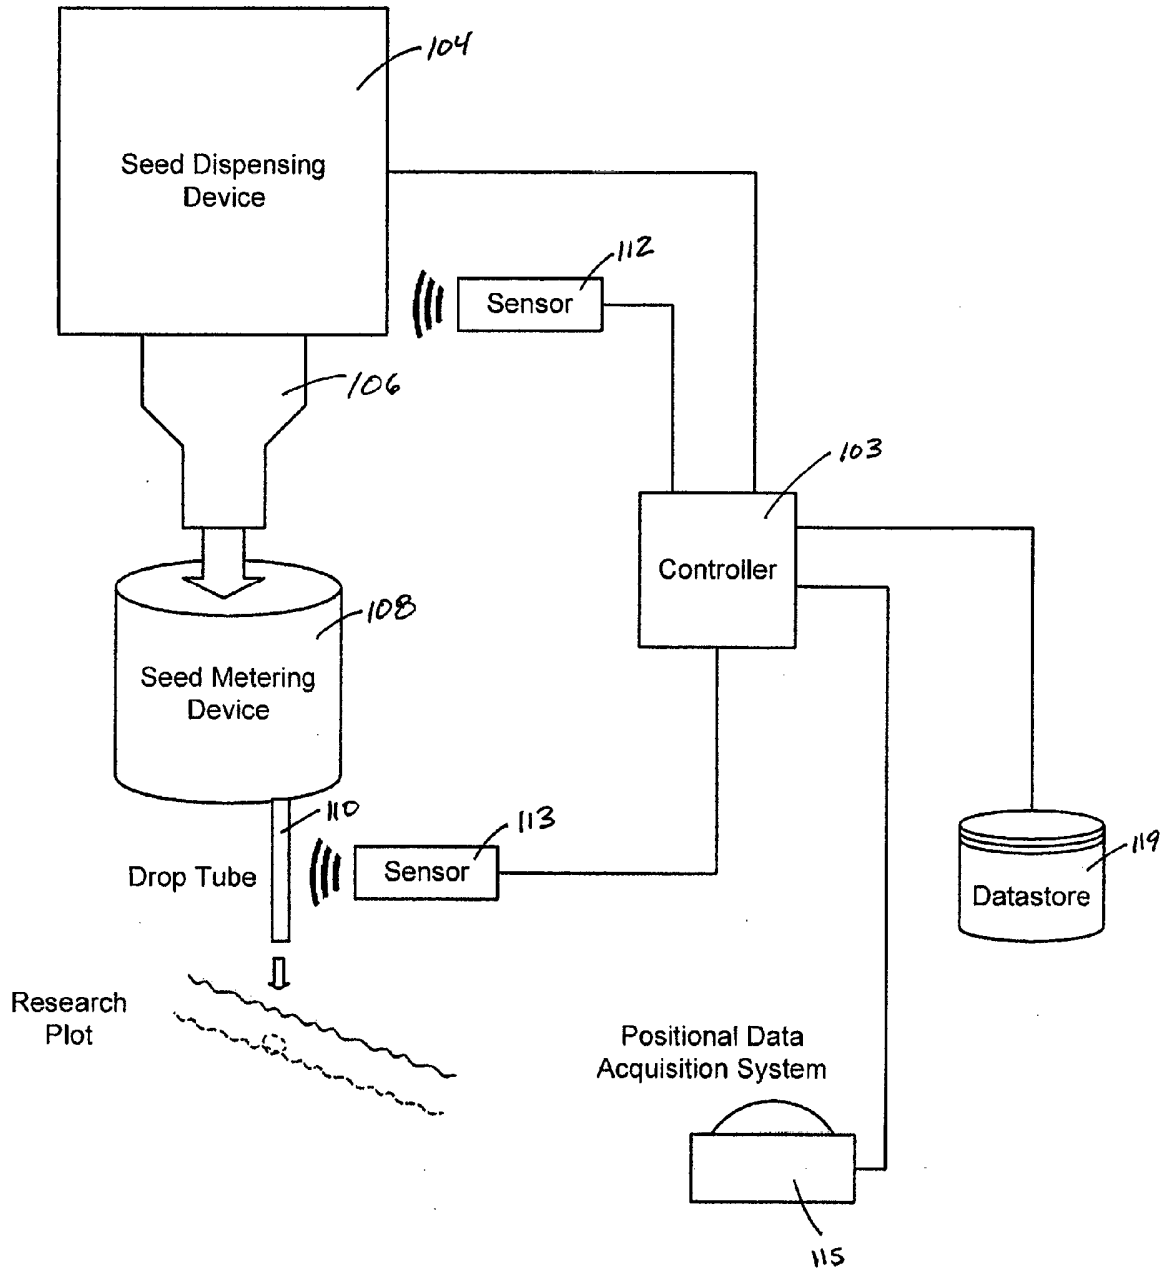 104
Seed Dispensing
Device
112
Sensor
106
103
Controller
108
Seed Metering
Device
110
113
Sensor
Drop Tube
119
Datastore
Research
Plot
Positional Data
Acquisition System
115